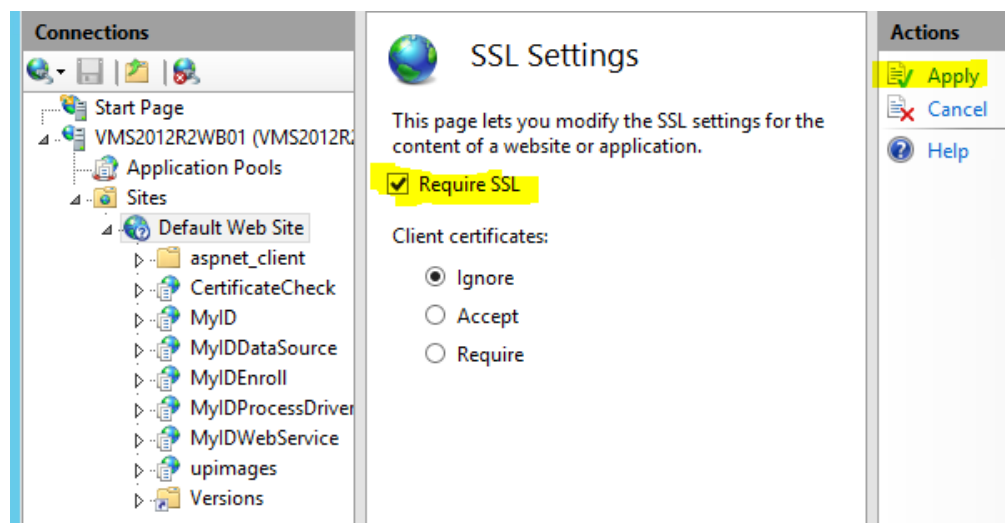 Connections
Start Page
VMS2012R2WB01 (VMS2012R2
Application Pools
Sites
Default Web Site
aspnet_client
CertificateCheck
MyID
MyIDDataSource
MyIDEnroll
MyIDProcessDriver
MyIDWebService
upimages
Versions
SSL Settings
This page lets you modify the SSL settings for the
content of a website or application.
Require SSL
Client certificates:
Ignore
Accept
Require
Actions
Apply
Cancel
Help